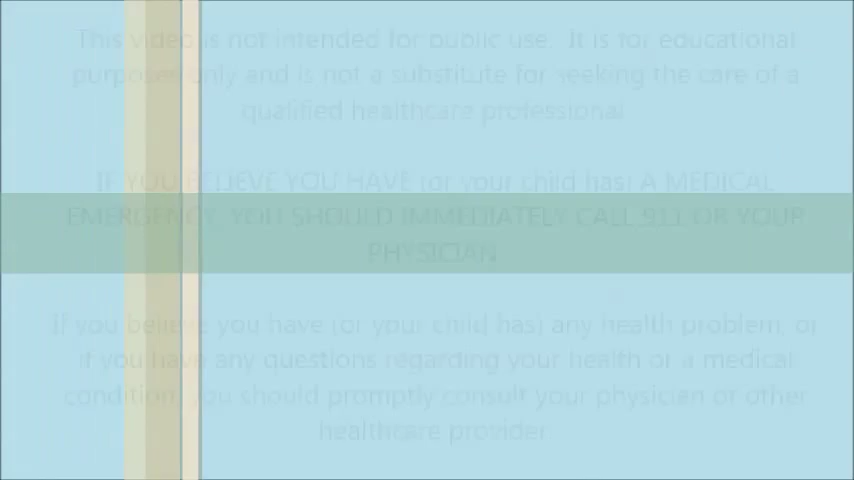 This video is not intended for public use. It is for educational
purposes only and is not a substitute for seeking the care of a
qualified healthcare professional
IF YOU BELIEVE YOU HAVE (or your child has) A MEDICAL
EMERGENCY, YOU SHOULD IMMEDIATELY CALL 911 OR YOUR
PHYSICIAN
If you believe you have (or your child has) any health problem, or
if you have any questions regarding your health or a medical
condition, you should promptly consult your physician or other
healthcare provider